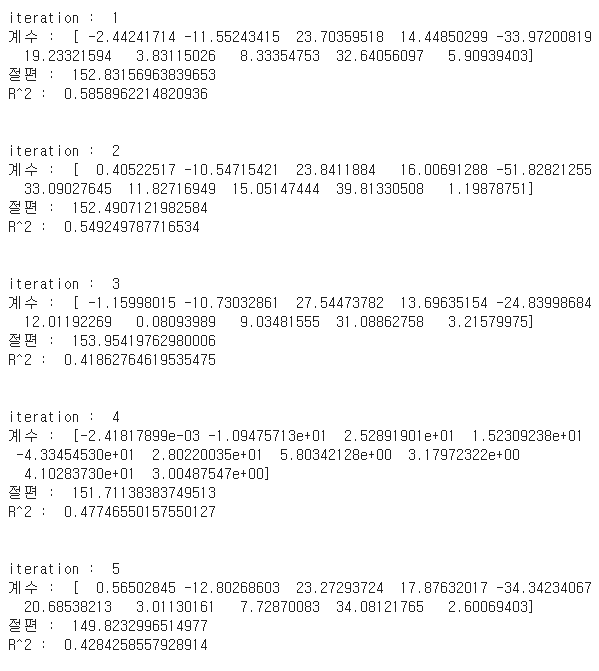 iteration :  1
계수 :  [ -2.44241714 -11.55243415  23.70359518  14.44850299 -33.97200819
  19.23321594   3.83115026   8.33354753  32.64056097   5.90939403]
절편 :  152.83156963839653
R^2 :  0.5858962214820936
iteration :  2
계수 :  [  0.40522517 -10.54715421  23.8411884   16.00691288 -51.82821255
  33.09027645  11.82716949  15.05147444  39.81330508   1.19878751]
절편 :  152.4907121982584
R^2 :  0.549249787716534
iteration :  3
계수 :  [ -1.15998015 -10.73032861  27.54473782  13.69635154 -24.83998684
  12.01192269   0.08093989   9.03481555  31.08862758   3.21579975]
절편 :  153.95419762980006
R^2 :  0.41862764619535475
iteration :  4
계수 :  [-2.41817899e-03 -1.09475713e+01  2.52891901e+01  1.52309238e+01
 -4.33454530e+01  2.80220035e+01  5.80342128e+00  3.17972322e+00
  4.10283730e+01  3.00487547e+00]
절편 :  151.71138383749513
R^2 :  0.47746550157550127
iteration :  5
계수 :  [  0.56502845 -12.80268603  23.27293724  17.87632017 -34.34234067
  20.68538213   3.01130161   7.72870083  34.08121765   2.60069403]
절편 :  149.8232996514977
R^2 :  0.4284258557928914